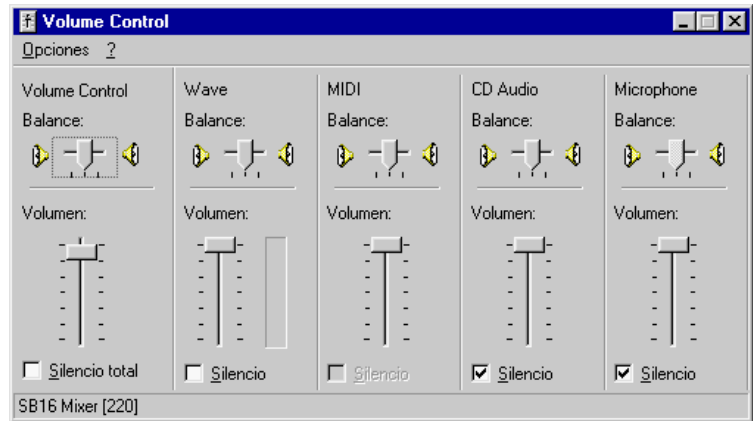 Volume Control
Opciones ?
Volume Control Wave MIDI CD Audio Microphone
Balance: Balance: Balance: Balance: Balance:
Volumen: Volumen: Volumen: Volumen: Volumen:
Silencio total Silencio Silencio Silencio Silencio
SB16 Mixer [220]